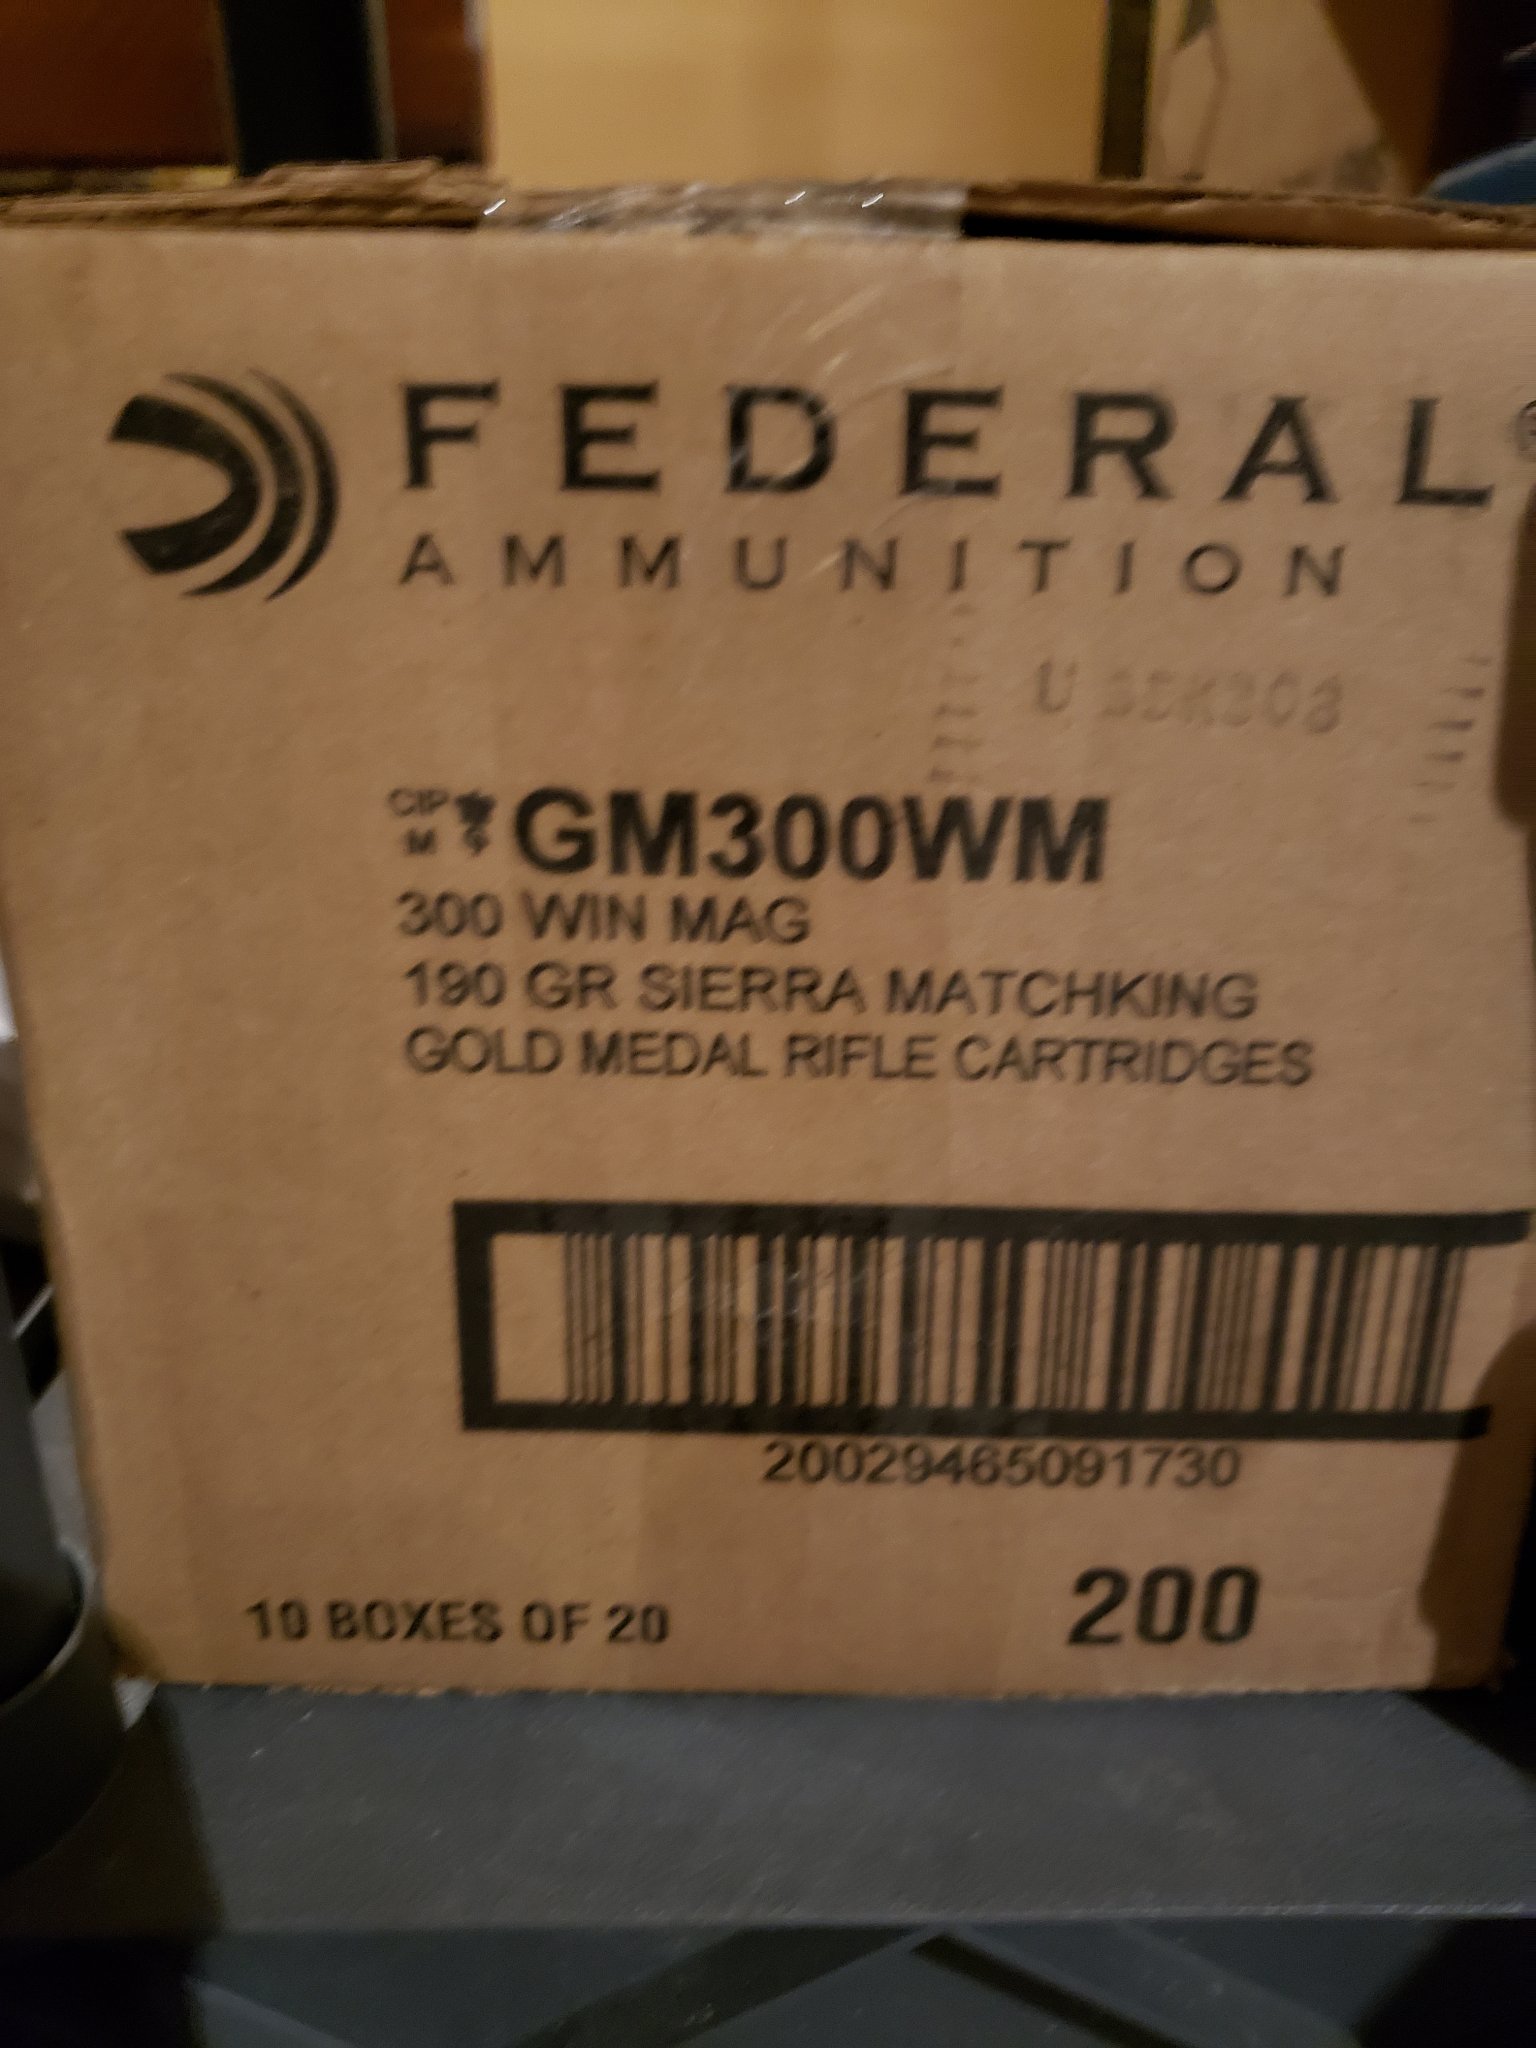 FEDERAL®
AMMUNITION
CIP
M
GM300WM
300 WIN MAG
190 GR SIERRA MATCHKING
GOLD MEDAL RIFLE CARTRIDGES
20029465091730
10 BOXES OF 20
200